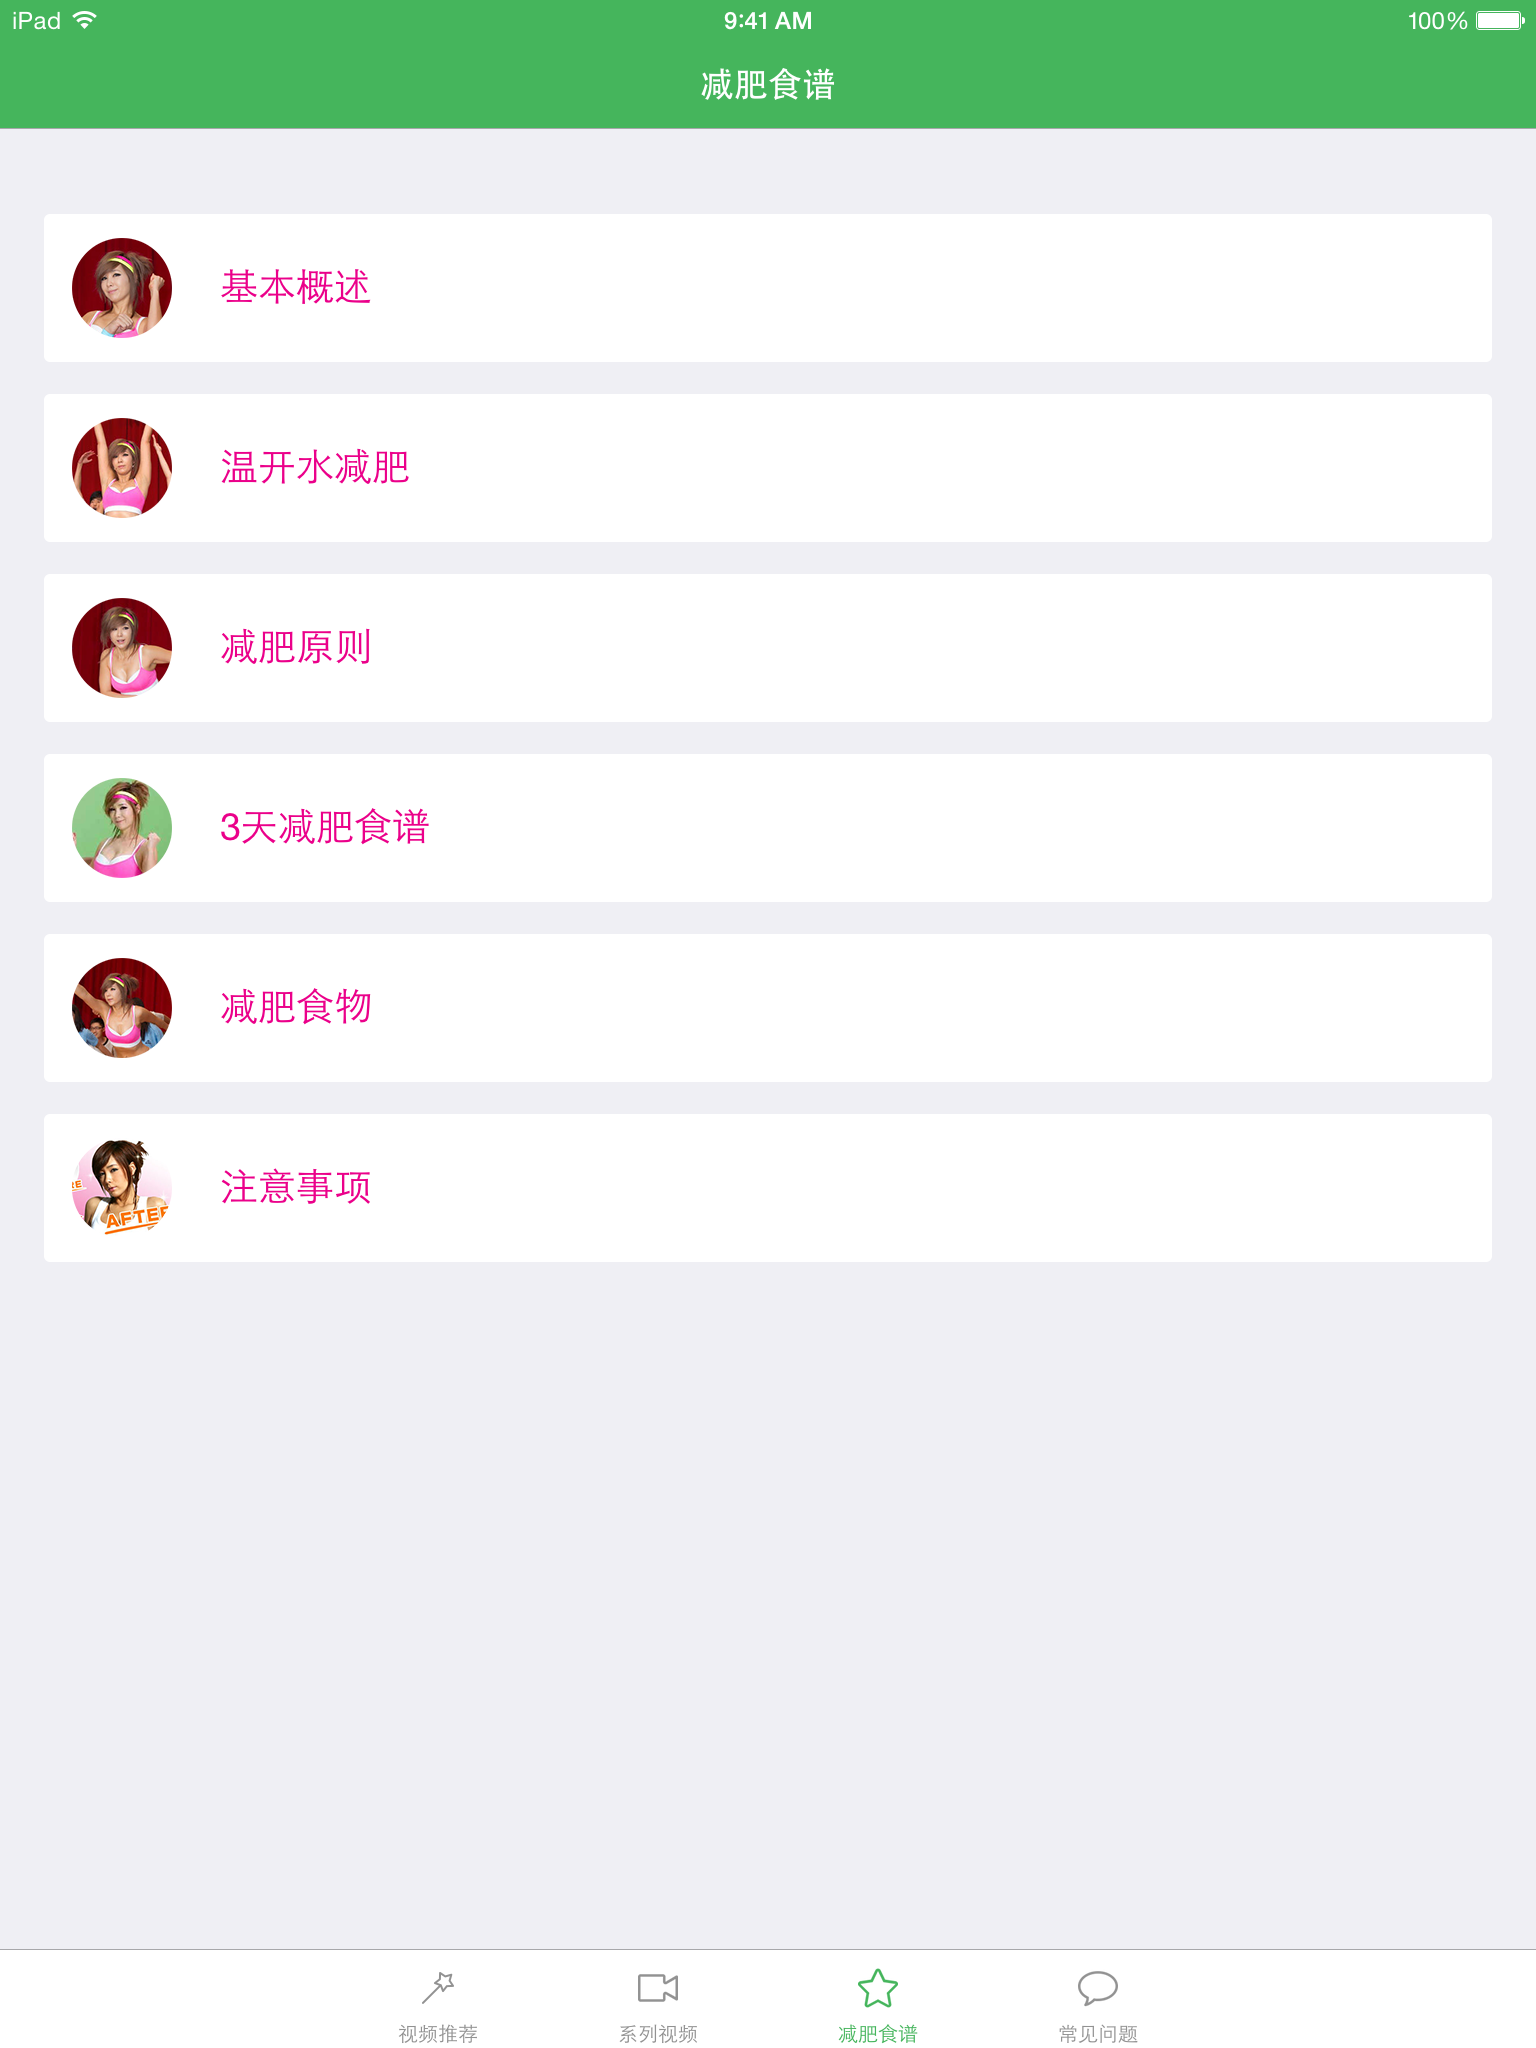 iPad 9:41 AM 100%
减肥食谱
基本概述
温开水减肥
减肥原则
3天减肥食谱
减肥食物
RE
AFTER
注意事项
视频推荐 系列视频 减肥食谱 常见问题